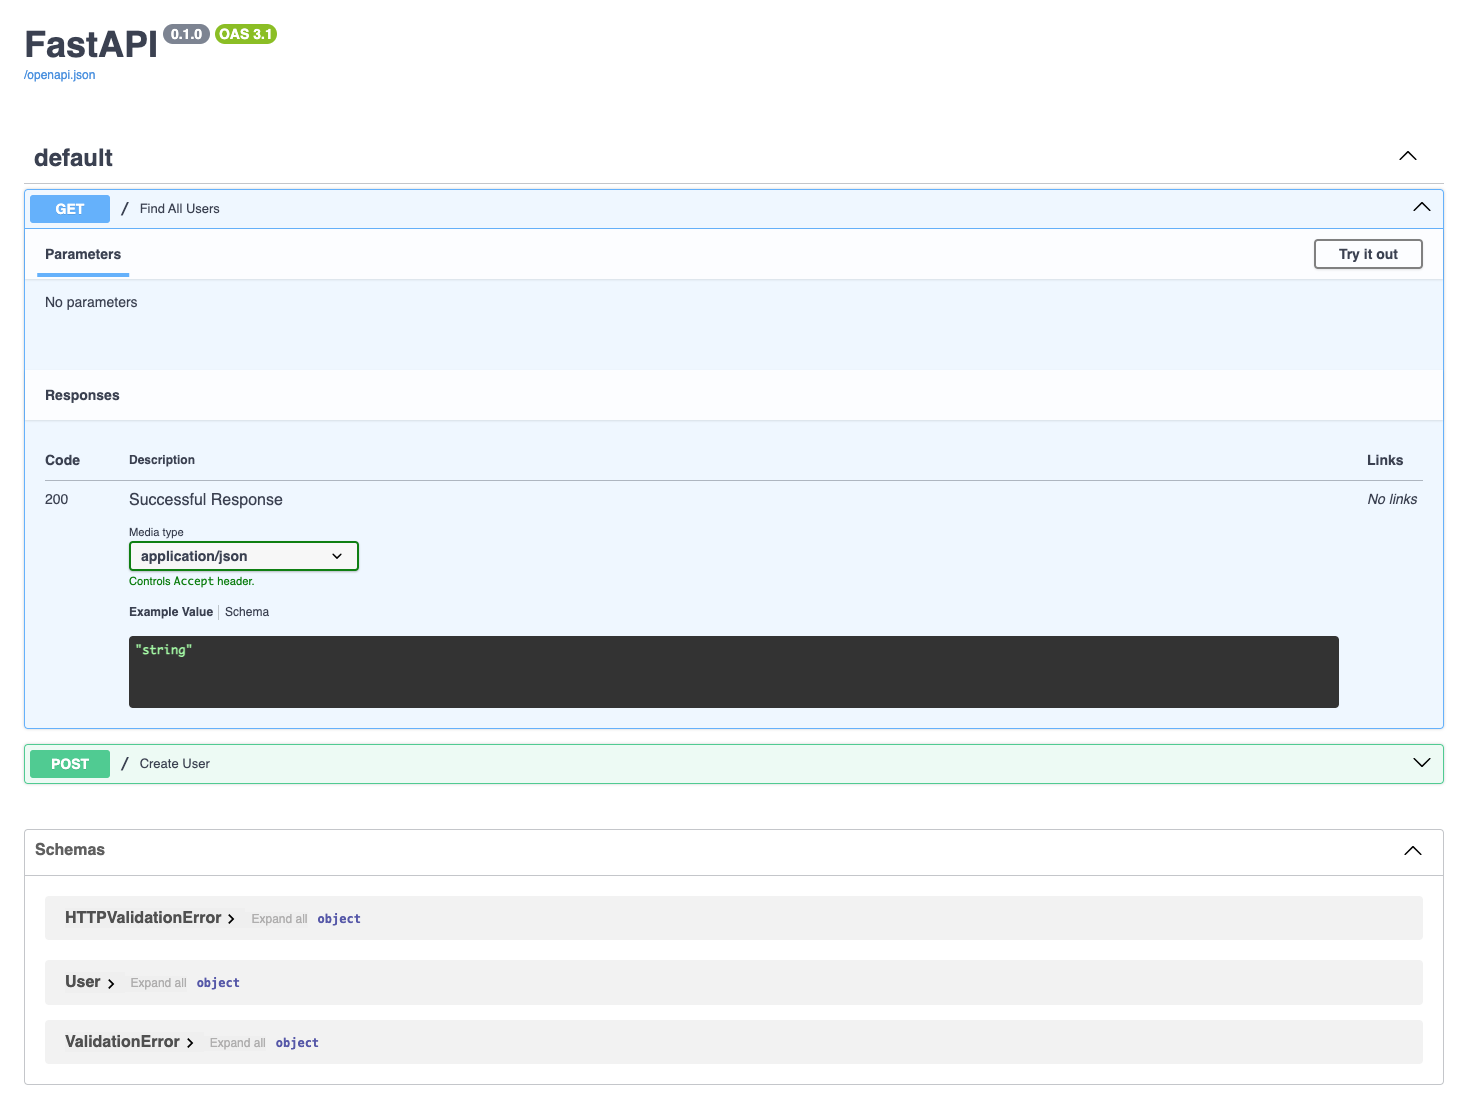 FastAPI 0.1.0 OAS 3.1
/openapi.json
default
GET / Find All Users
Parameters
Try it out
No parameters
Responses
Code Description Links
200 Successful Response No links
Media type
application/json
Controls Accept header.
Example Value Schema
"string"
POST / Create User
Schemas
HTTPValidationError Expand all object
User Expand all object
ValidationError Expand all object